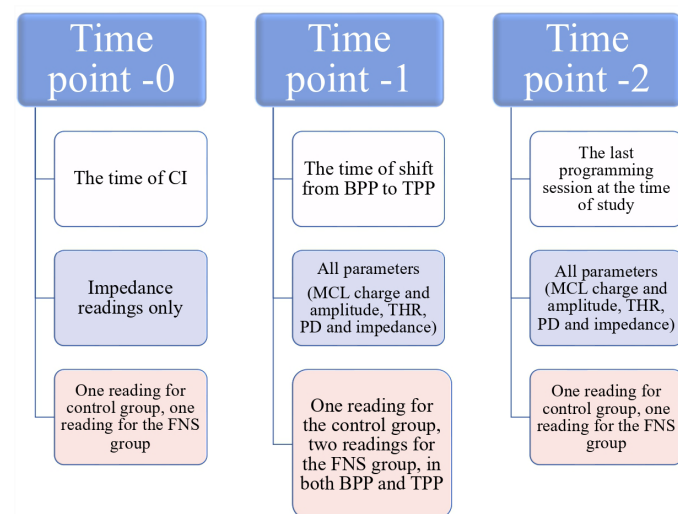 Time
point -0
The time of CI
Impedance
readings only
One reading for
control group, one
reading for the FNS
group
Time
point -1
The time of shift
from BPP to TPP
All parameters
(MCL charge and
amplitude, THR,
PD and impedance)
One reading for
the control group,
two readings for
the FNS group, in
both BPP and TPP
Time
point -2
The last
programming
session at the time
of study
All parameters
(MCL charge and
amplitude, THR,
PD and impedance)
One reading for
control group, one
reading for the FNS
group